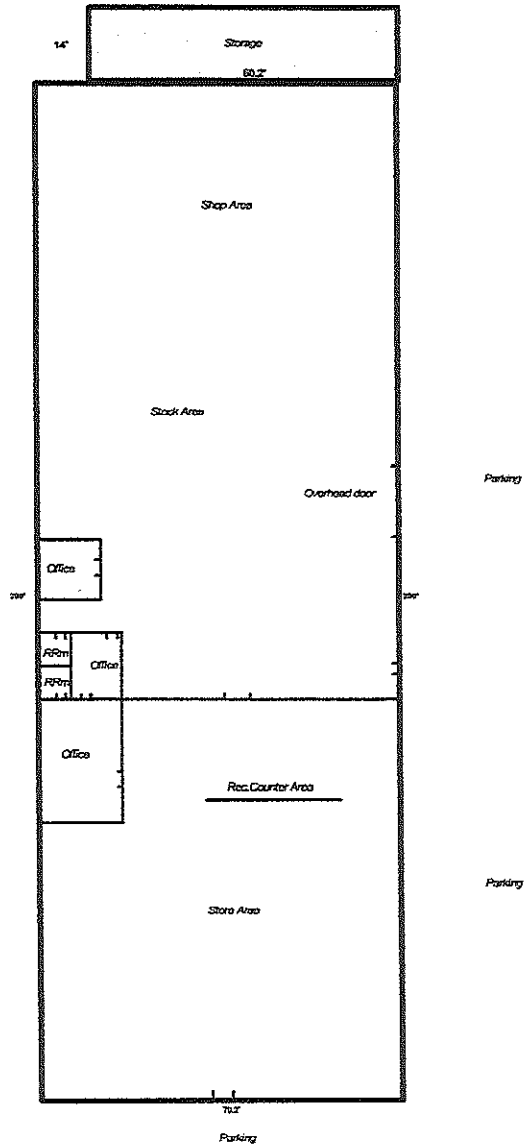 14'
Storage
60.2'
Shop Area
Stock Area
Overhead door
Parking
Office
RRm
Office
RRm
Office
Rec.Counter Area
Parking
Store Area
70.2'
Parking